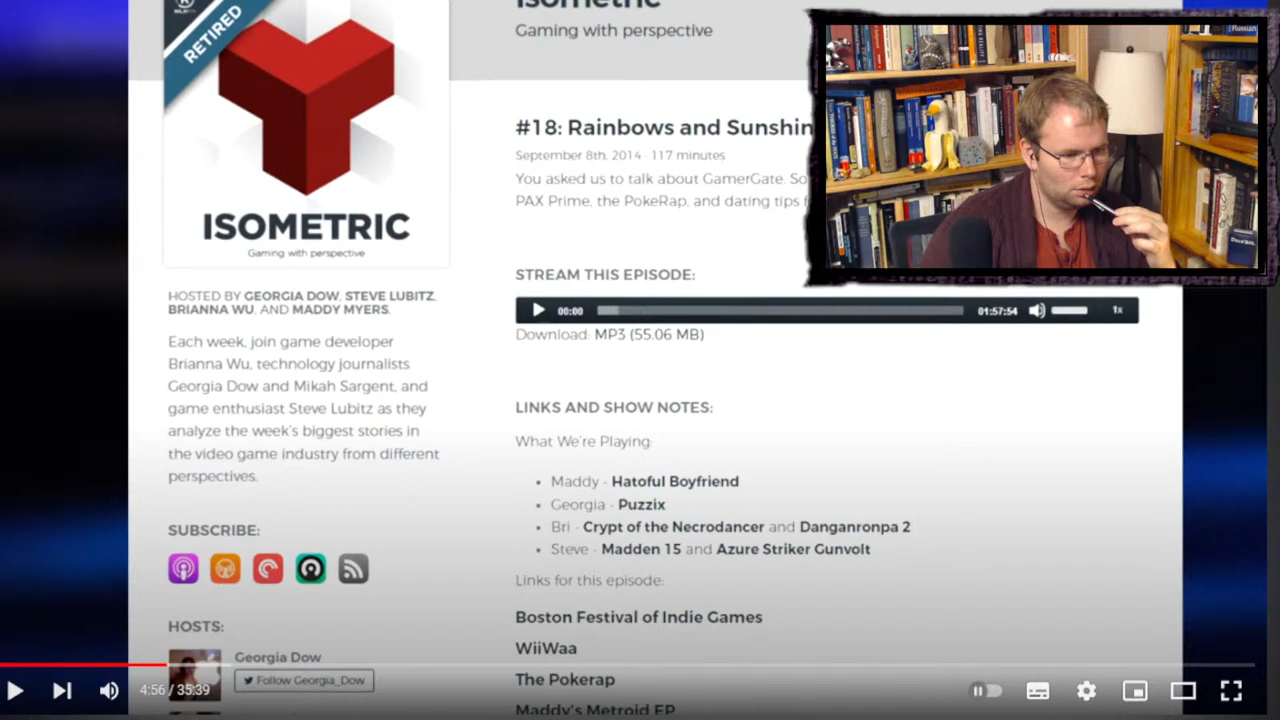 RETIRED
ISOMETRIC
Gaming with perspective
HOSTED BY GEORGIA DOW, STEVE LUBITZ,
BRIANNA WU, AND MADDY MYERS.
Each week, join game developer
Brianna Wu, technology journalists
Georgia Dow and Mikah Sargent, and
game enthusiast Steve Lubitz as they
analyze the week's biggest stories in
the video game industry from different
perspectives.
SUBSCRIBE:
HOSTS:
Georgia Dow
Follow Georgia_Dow
Isometric
Gaming with perspective
#18: Rainbows and Sunshin
September 8th, 2014 · 117 minutes
You asked us to talk about GamerGate. So
PAX Prime, the PokeRap, and dating tips f
STREAM THIS EPISODE:
00:00 01:57:54 1x
Download: MP3 (55.06 MB)
LINKS AND SHOW NOTES:
What We're Playing:
• Maddy - Hatoful Boyfriend
• Georgia - Puzzix
• Bri - Crypt of the Necrodancer and Danganronpa 2
• Steve - Madden 15 and Azure Striker Gunvolt
Links for this episode:
Boston Festival of Indie Games
WiiWaa
The Pokerap
Maddy's Metroid EP
4:56 / 35:39
Russian